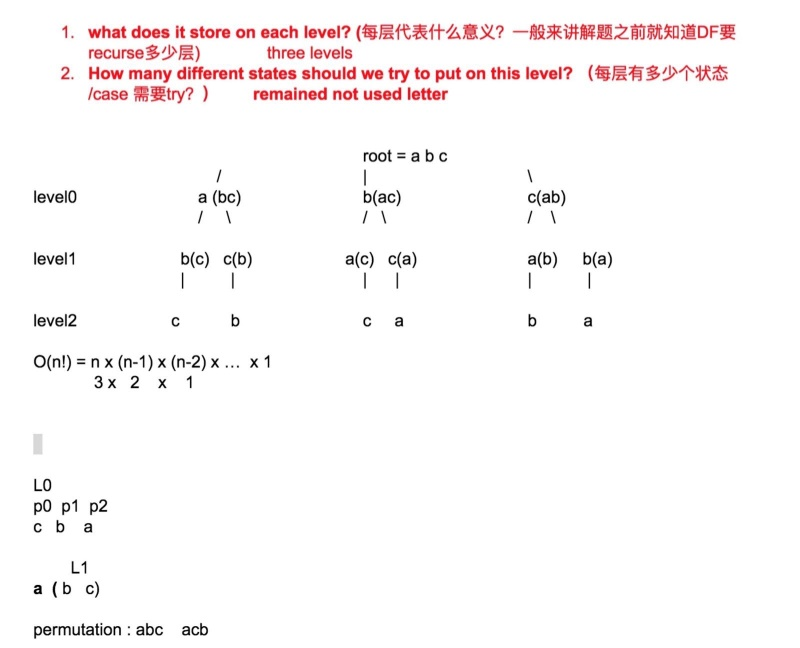 1. what does it store on each level? (每层代表什么意义？一般来讲解题之前就知道DF要
recurse多少层) three levels
2. How many different states should we try to put on this level? （每层有多少个状态
/case 需要try? ） remained not used letter
root = a b c
/ | \
level0 a (bc) b(ac) c(ab)
/ \ / \ / \
level1 b(c) c(b) a(c) c(a) a(b) b(a)
| | | | | |
level2 c b c a b a
O(n!) = n x (n-1) x (n-2) x ... x 1
3 x 2 x 1
L0
p0 p1 p2
c b a
L1
a ( b c)
permutation : abc acb